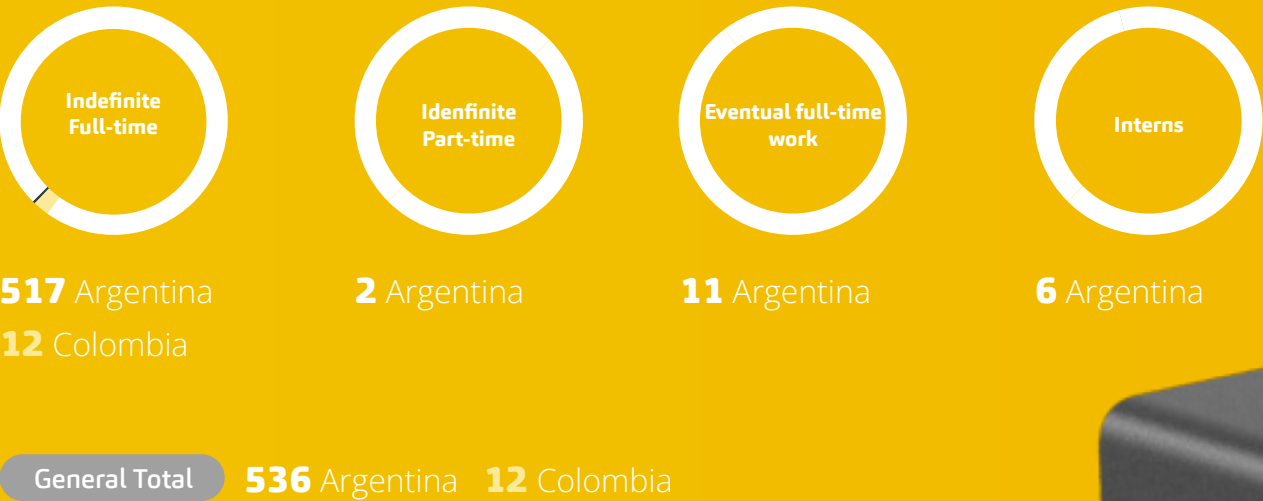 Indefinite
Full-time
Idenfinite
Part-time
Eventual full-time
work
Interns
517 Argentina
2 Argentina
11 Argentina
6 Argentina
12 Colombia
General Total 536 Argentina 12 Colombia